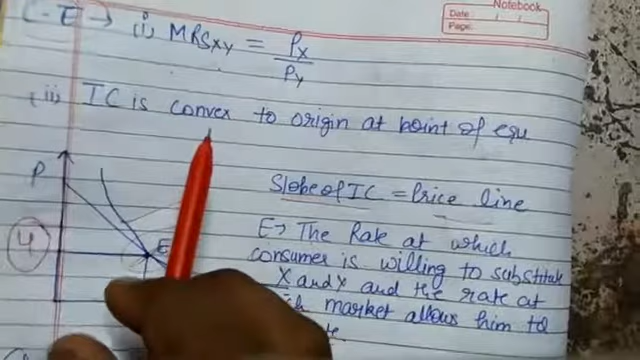 Notebook
Date
Page
C-E → (i) MRSxy = Px
Py
(ii) IC is convex to origin at point of equ
P
Slope of IC = Price line
4
E
E → The Rate at which
consumer is willing to substitute
X and Y and the rate at
market allows him to